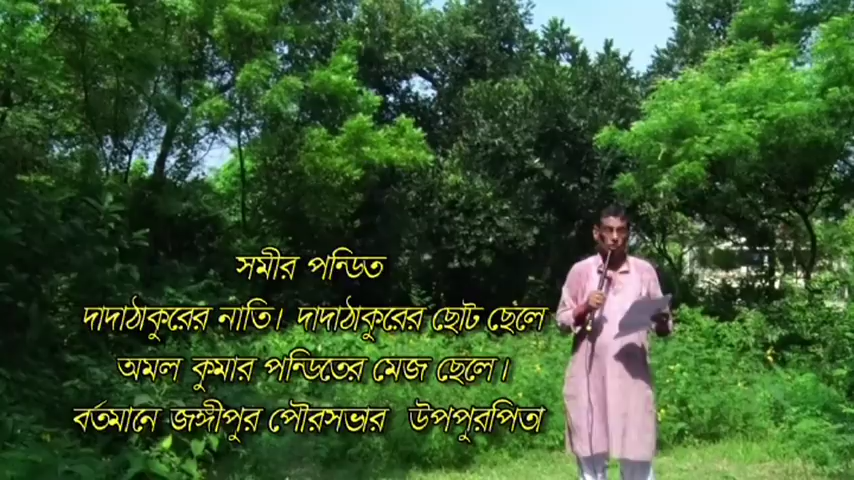 সমীর পন্ডিত
দাদাঠাকুরের নাতি। দাদাঠাকুরের ছোট ছেলে
অমল কুমার পন্ডিতের মেজ ছেলে।
বর্তমানে জঙ্গীপুর পৌরসভার উপপুরপিতা